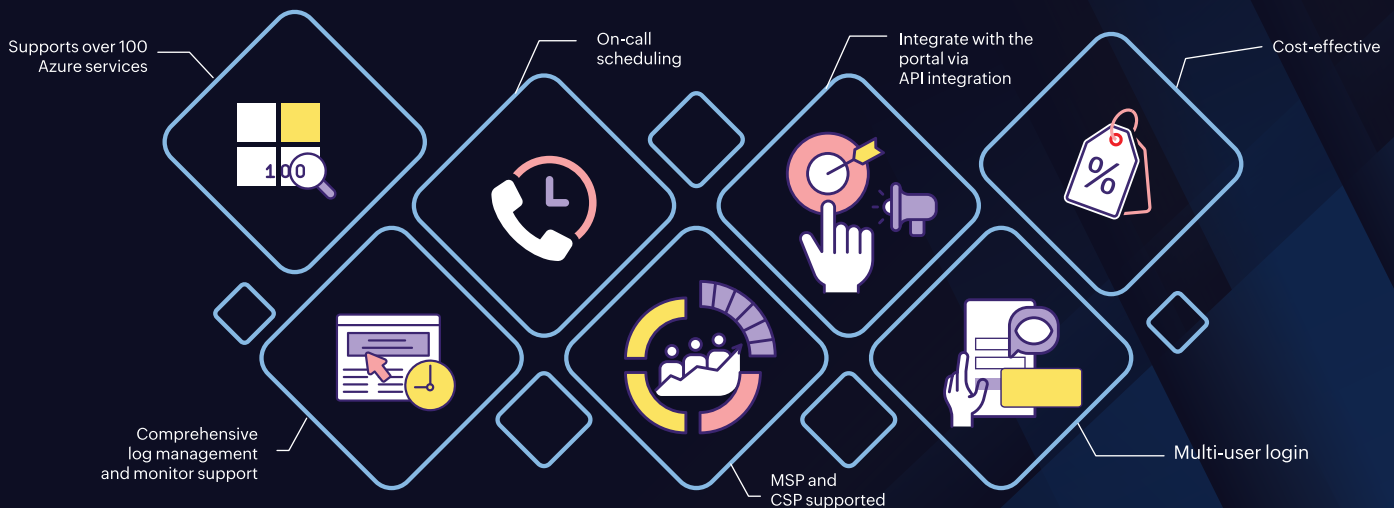 Supports over 100
Azure services
On-call
scheduling
Integrate with the
portal via
API integration
Cost-effective
100
%
Comprehensive
log management
and monitor support
MSP and
CSP supported
Multi-user login